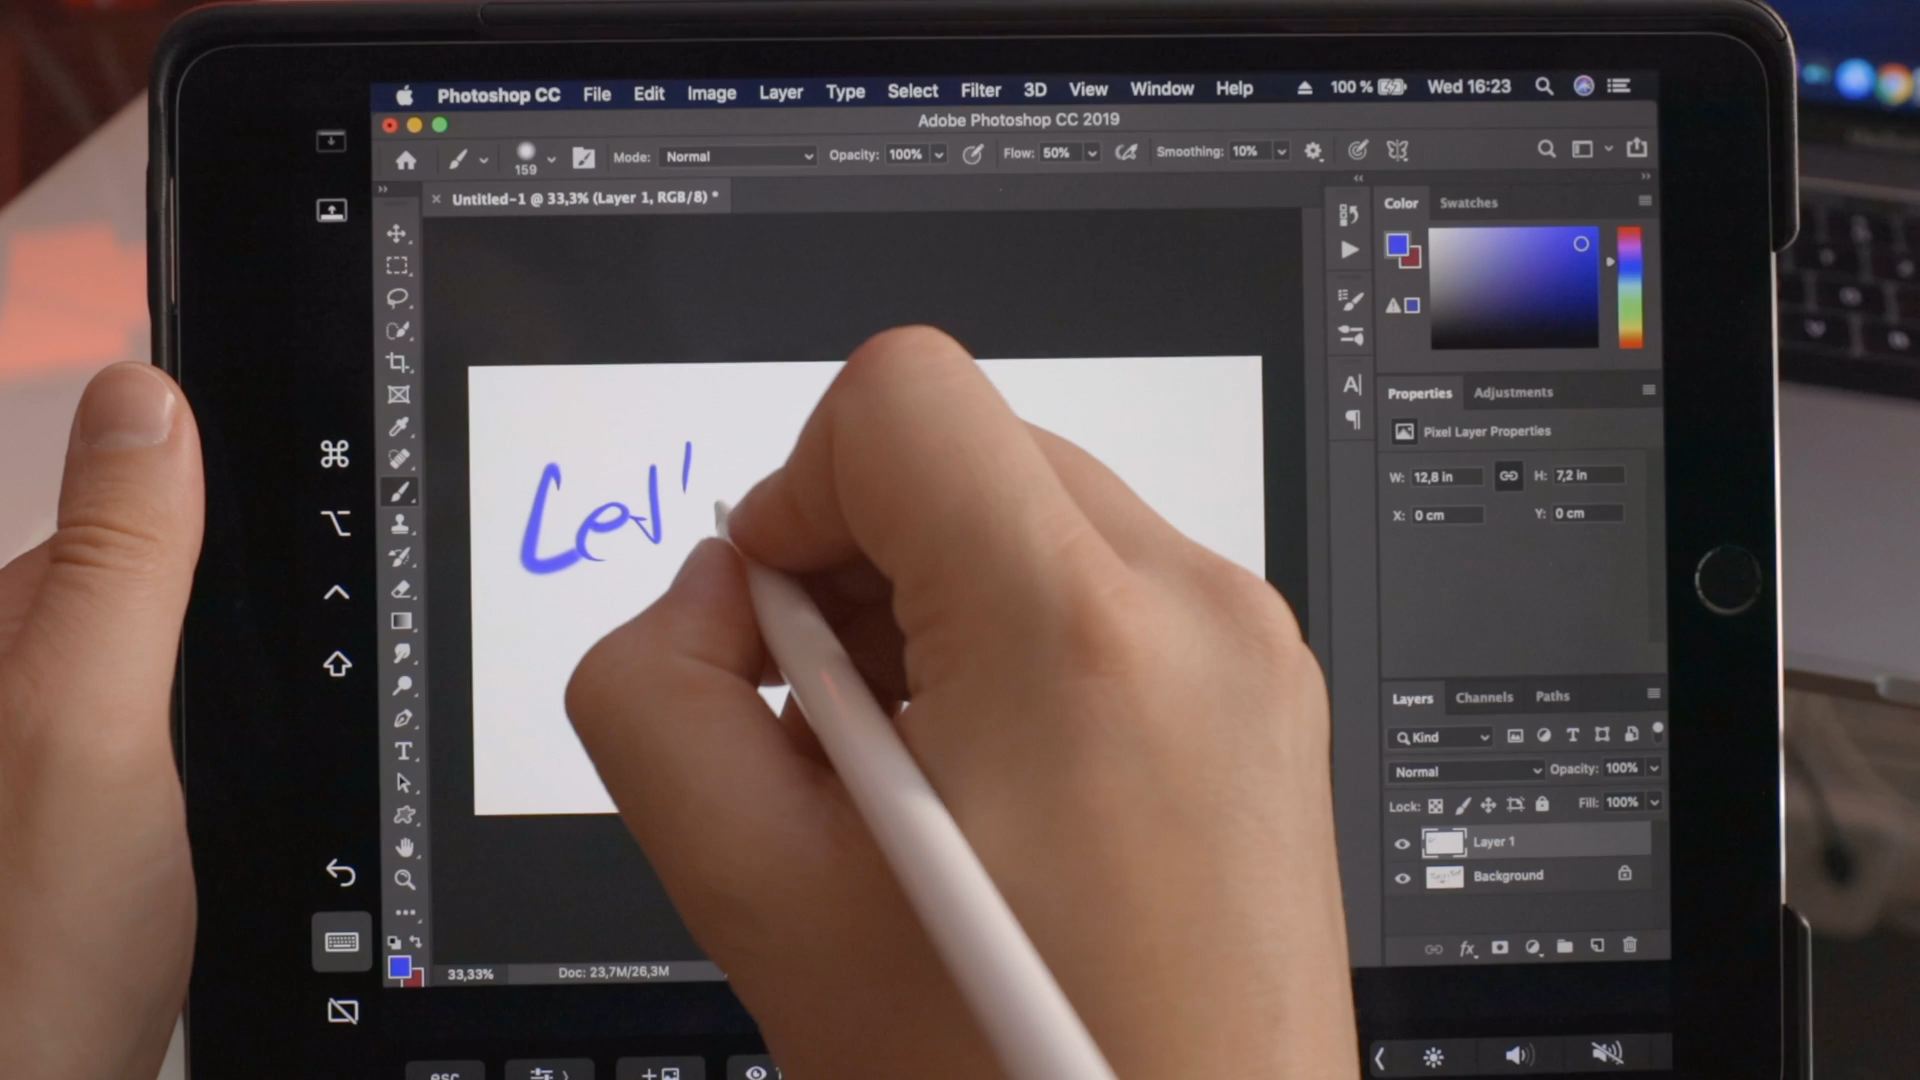 Photoshop CC File Edit Image Layer Type Select Filter 3D View Window Help 100 % Wed 16:23
Adobe Photoshop CC 2019
159 Mode: Normal Opacity: 100% Flow: 50% Smoothing: 10%
Untitled-1 @ 33,3% (Layer 1, RGB/8) *
Color Swatches
Properties Adjustments
Pixel Layer Properties
W: 12,8 in H: 7,2 in
X: 0 cm Y: 0 cm
Let'
Layers Channels Paths
Kind
Normal Opacity: 100%
Lock: Fill: 100%
Layer 1
Background
33,33% Doc: 23,7M/26,3M
esc